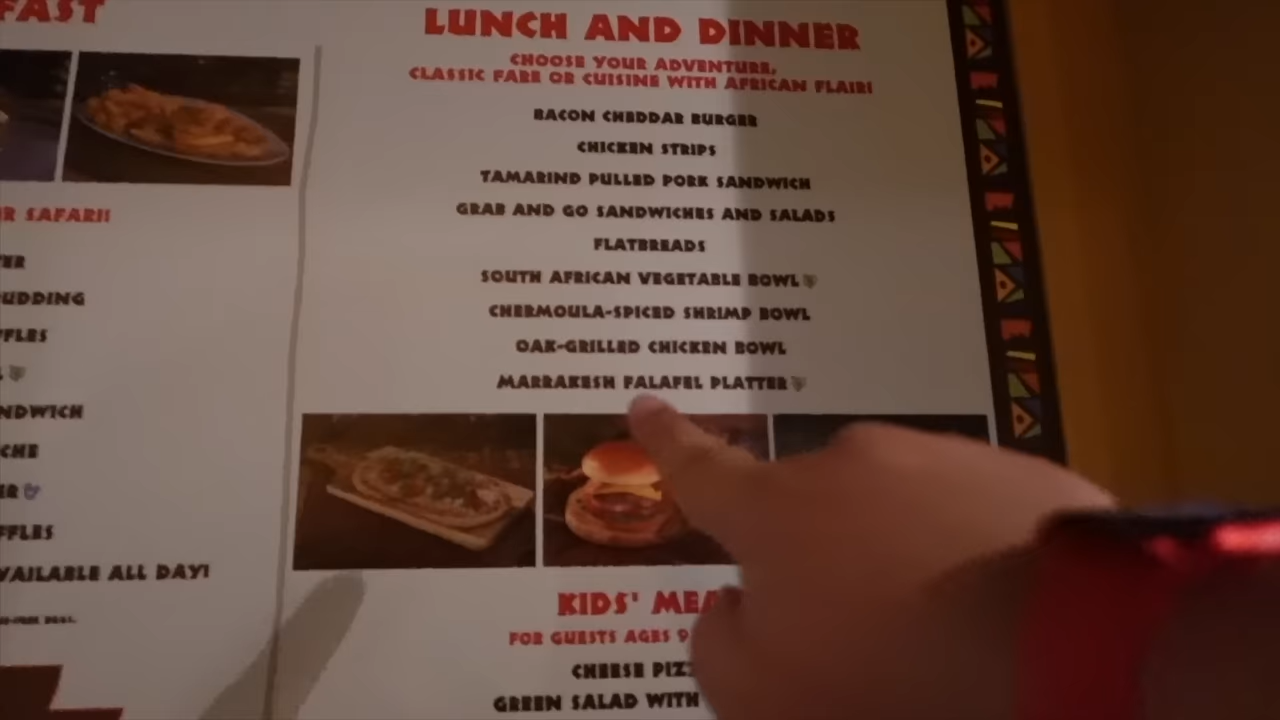 FAST
R SAFARI!
TER
UDDING
FFLES
NDWICH
CHE
ER
FFLES
VAILABLE ALL DAY!
LUNCH AND DINNER
CHOOSE YOUR ADVENTURE,
CLASSIC FARE OR CUISINE WITH AFRICAN FLAIR!
BACON CHEDDAR BURGER
CHICKEN STRIPS
TAMARIND PULLED PORK SANDWICH
GRAB AND GO SANDWICHES AND SALADS
FLATBREADS
SOUTH AFRICAN VEGETABLE BOWL
CHERMOULA-SPICED SHRIMP BOWL
OAK-GRILLED CHICKEN BOWL
MARRAKESH FALAFEL PLATTER
KIDS' MEA
FOR GUESTS AGES 9
CHEESE PIZZ
GREEN SALAD WITH